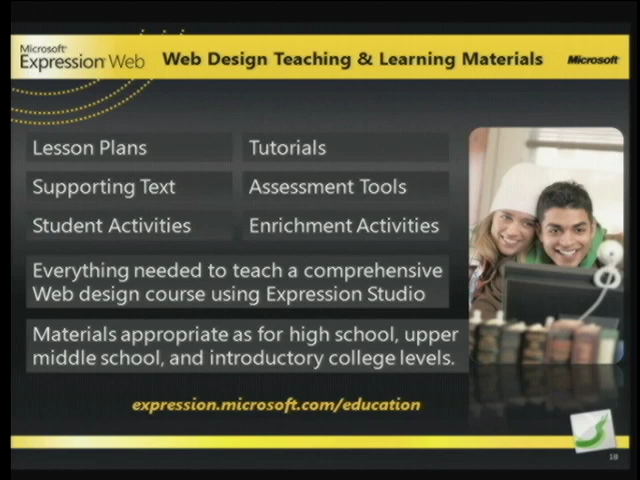 Microsoft®
Expression® Web
Web Design Teaching & Learning Materials
Microsoft®
Lesson Plans
Tutorials
Supporting Text
Assessment Tools
Student Activities
Enrichment Activities
Everything needed to teach a comprehensive
Web design course using Expression Studio
Materials appropriate as for high school, upper
middle school, and introductory college levels.
expression.microsoft.com/education
18